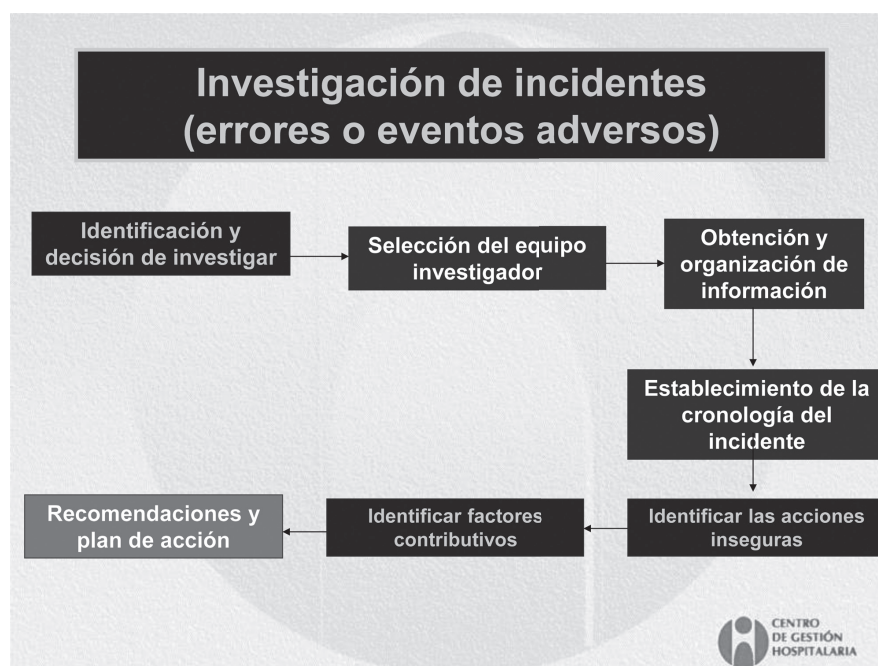 Investigación de incidentes
(errores o eventos adversos)
Identificación y
decisión de investigar
Selección del equipo
investigador
Obtención y
organización de
información
Establecimiento de la
cronología del
incidente
Identificar las acciones
inseguras
Identificar factores
contributivos
Recomendaciones y
plan de acción
CENTRO
DE GESTIÓN
HOSPITALARIA